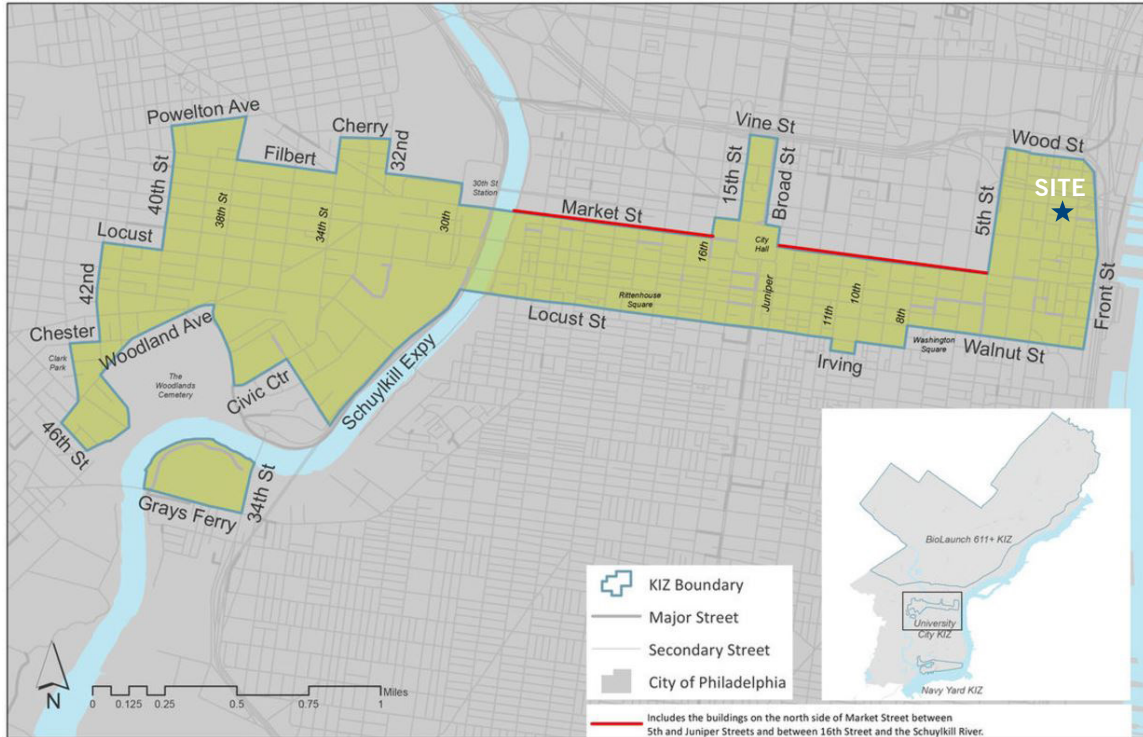 Powelton Ave
Cherry
32nd
Filbert
40th St
38th St
34th St
30th
30th St
Station
Locust
42nd
Chester
Clark
Park
Woodland Ave
The
Woodlands
Cemetery
Civic Ctr
46th St
Grays Ferry
34th St
Schuylkill Expy
Market St
16th
15th St
Vine St
Broad St
City
Hall
Juniper
Rittenhouse
Square
Locust St
11th
10th
8th
Irving
Washington
Square
Walnut St
5th St
Wood St
SITE
Front St
N
0 0.125 0.25 0.5 0.75 1
Miles
KIZ Boundary
Major Street
Secondary Street
City of Philadelphia
Includes the buildings on the north side of Market Street between
5th and Juniper Streets and between 16th Street and the Schuylkill River.
BioLaunch 611+ KIZ
University
City KIZ
Navy Yard KIZ